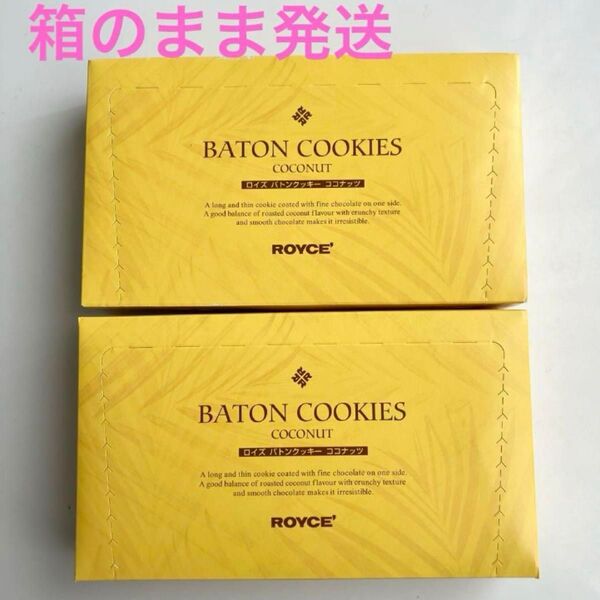 箱のまま発送
BATON COOKIES
COCONUT
ロイズ バトンクッキー ココナッツ
A long and thin cookie coated with fine chocolate on one side.
A good balance of roasted coconut flavour with crunchy texture
and smooth chocolate makes it irresistible.
ROYCE'
BATON COOKIES
COCONUT
ロイズ バトンクッキー ココナッツ
A long and thin cookie coated with fine chocolate on one side.
A good balance of roasted coconut flavour with crunchy texture
and smooth chocolate makes it irresistible.
ROYCE'